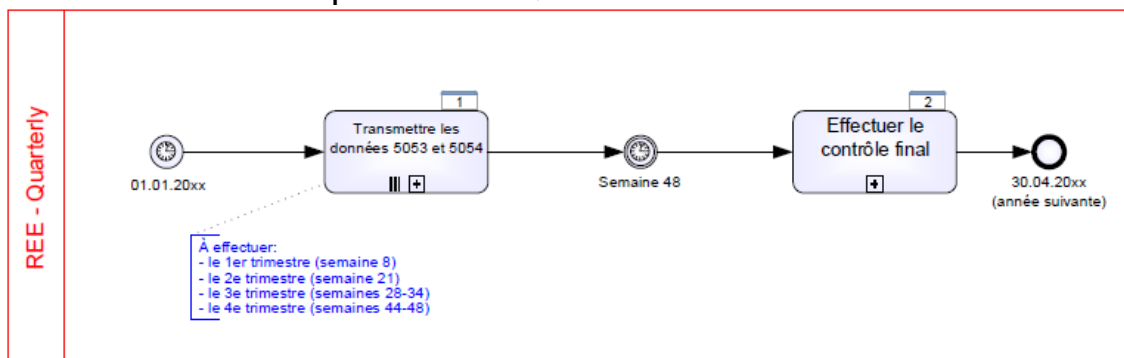 REE - Quarterly
1
Transmettre les
données 5053 et 5054
2
Effectuer le
contrôle final
01.01.20xx
Semaine 48
30.04.20xx
(année suivante)
À effectuer:
- le 1er trimestre (semaine 8)
- le 2e trimestre (semaine 21)
- le 3e trimestre (semaines 28-34)
- le 4e trimestre (semaines 44-48)